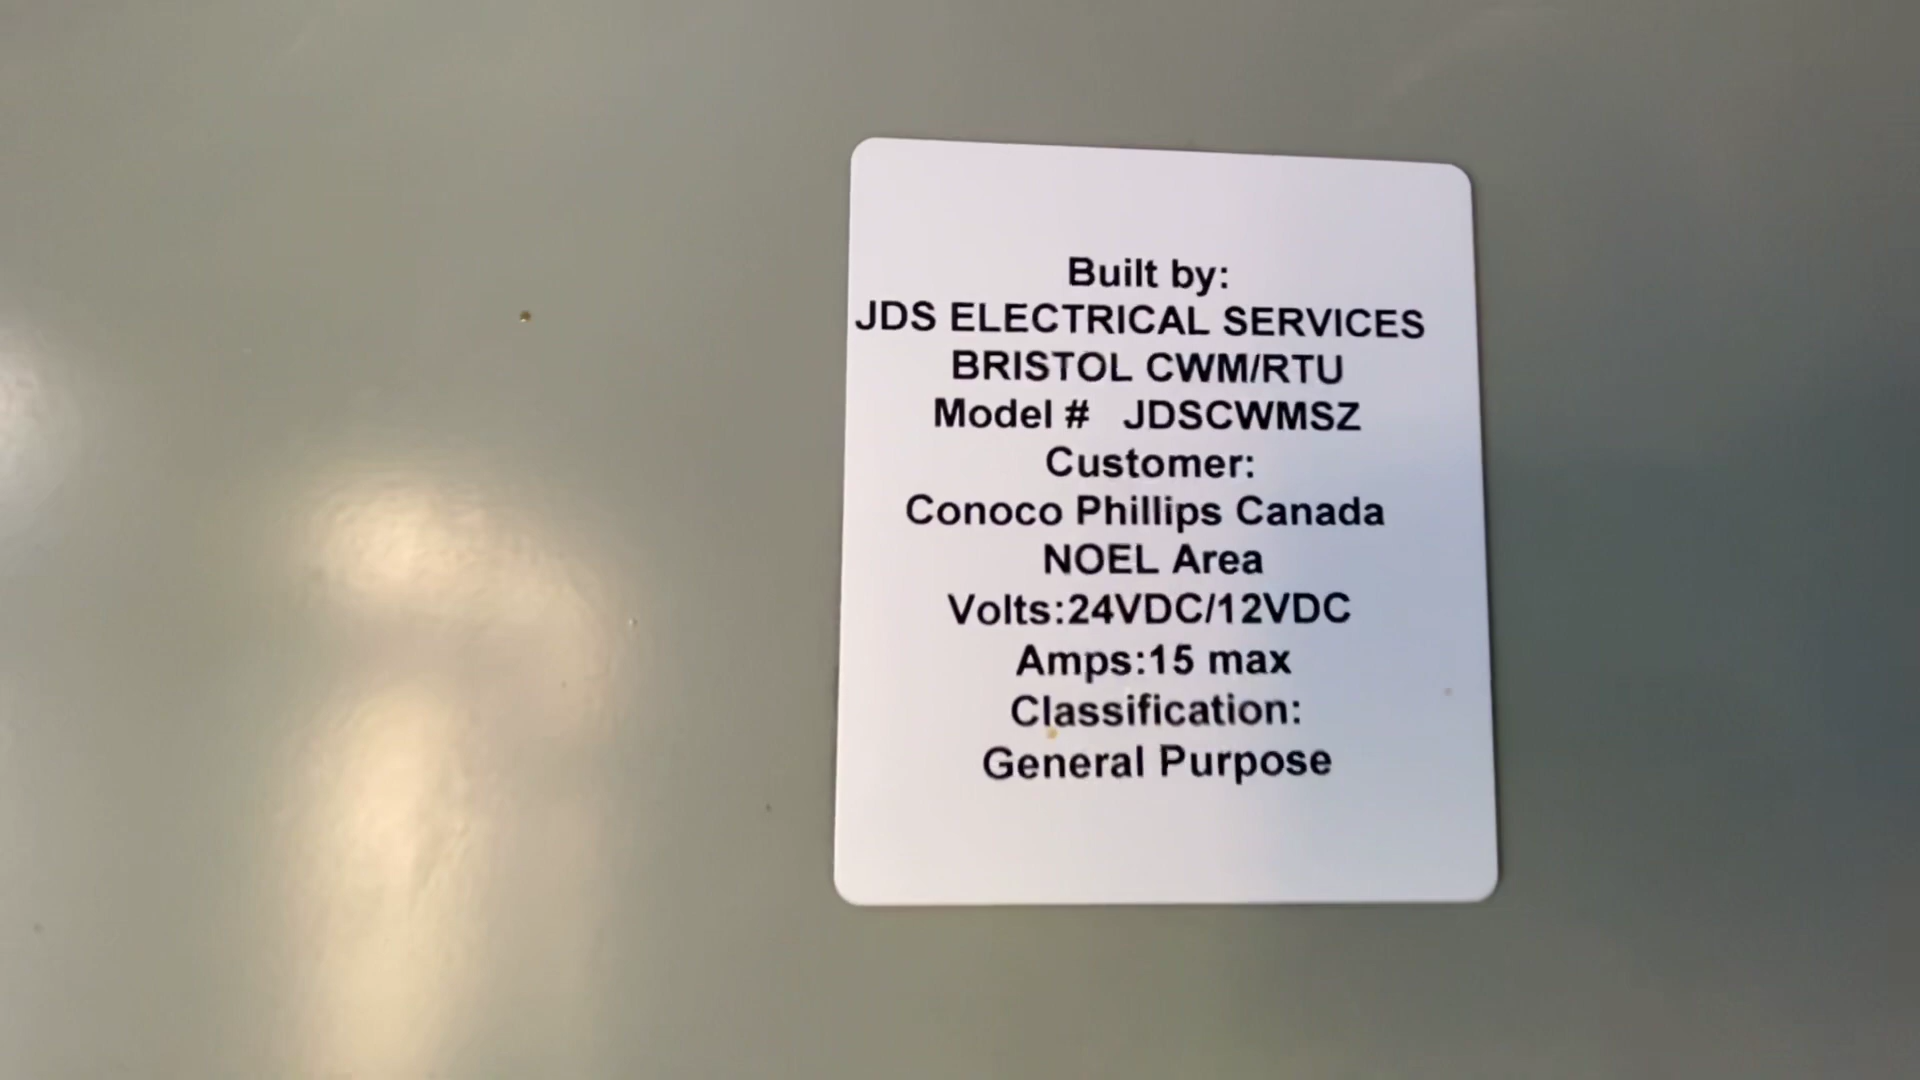 Built by:
JDS ELECTRICAL SERVICES
BRISTOL CWM/RTU
Model # JDSCWMSZ
Customer:
Conoco Phillips Canada
NOEL Area
Volts:24VDC/12VDC
Amps:15 max
Classification:
General Purpose